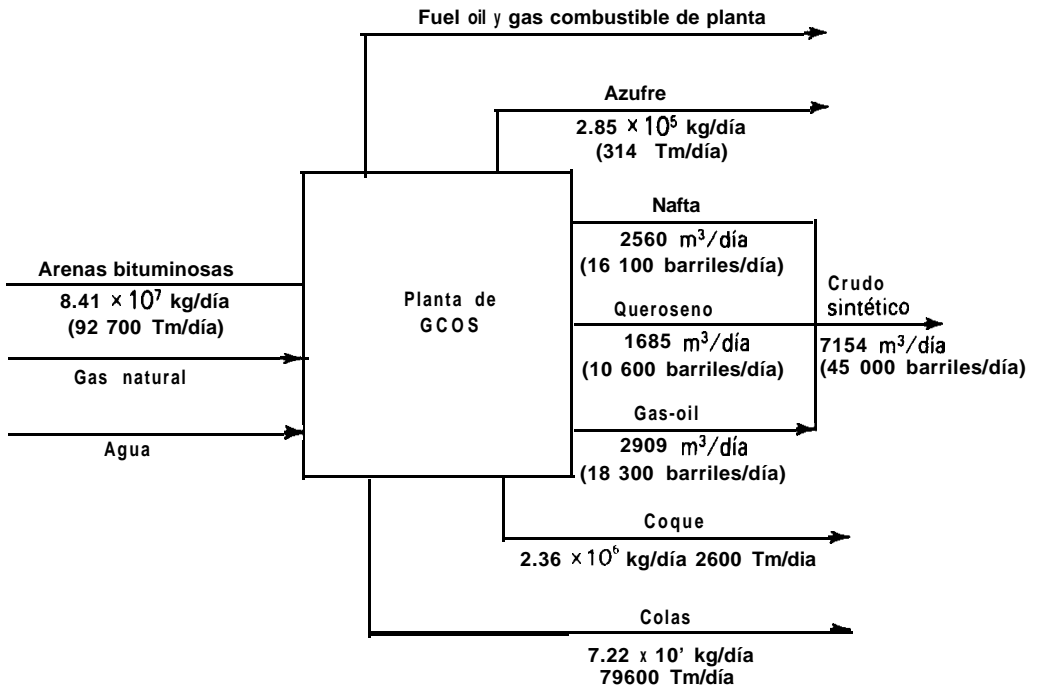 Fuel oil y gas combustible de planta
Azufre
2.85 × 10⁵ kg/día
(314 Tm/día)
Nafta
2560 m³/día
(16 100 barriles/día)
Arenas bituminosas
8.41 × 10⁷ kg/día
(92 700 Tm/día)
Planta de
GCOS
Queroseno
1685 m³/día
(10 600 barriles/día)
Crudo
sintético
7154 m³/día
(45 000 barriles/día)
Gas natural
Gas-oil
2909 m³/día
(18 300 barriles/día)
Agua
Coque
2.36 × 10⁶ kg/día 2600 Tm/dia
Colas
7.22 x 10’ kg/día
79600 Tm/día